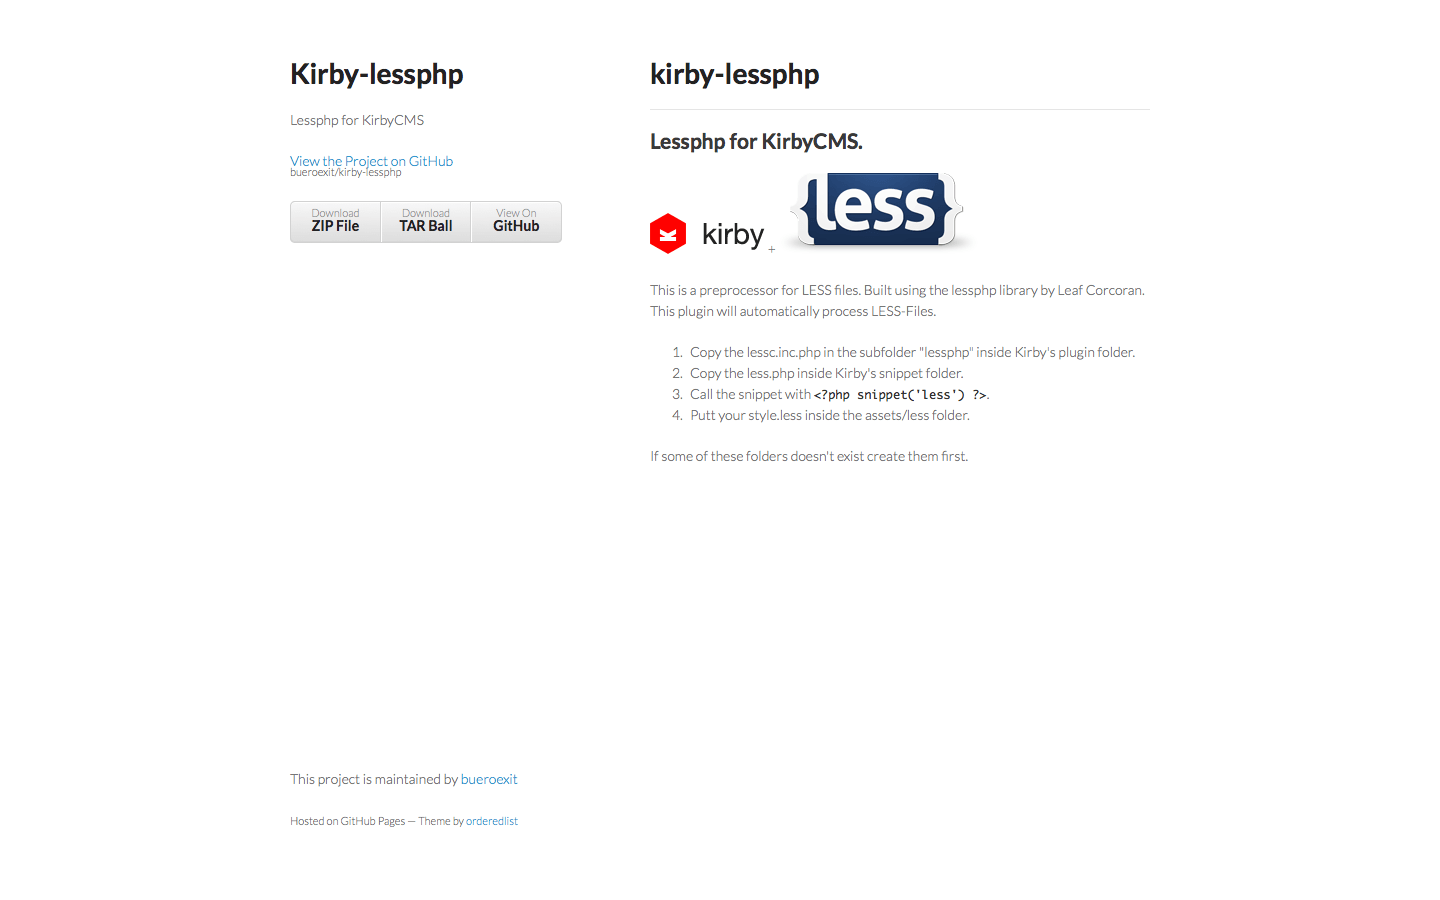 Kirby-lessphp
Lessphp for KirbyCMS
View the Project on GitHub
bueroexit/kirby-lessphp
Download
ZIP File
Download
TAR Ball
View On
GitHub
kirby-lessphp
Lessphp for KirbyCMS.
kirby + {less}
This is a preprocessor for LESS files. Built using the lessphp library by Leaf Corcoran.
This plugin will automatically process LESS-Files.
1. Copy the lessc.inc.php in the subfolder "lessphp" inside Kirby's plugin folder.
2. Copy the less.php inside Kirby's snippet folder.
3. Call the snippet with <?php snippet('less') ?>.
4. Putt your style.less inside the assets/less folder.
If some of these folders doesn't exist create them first.
This project is maintained by bueroexit
Hosted on GitHub Pages — Theme by orderedlist